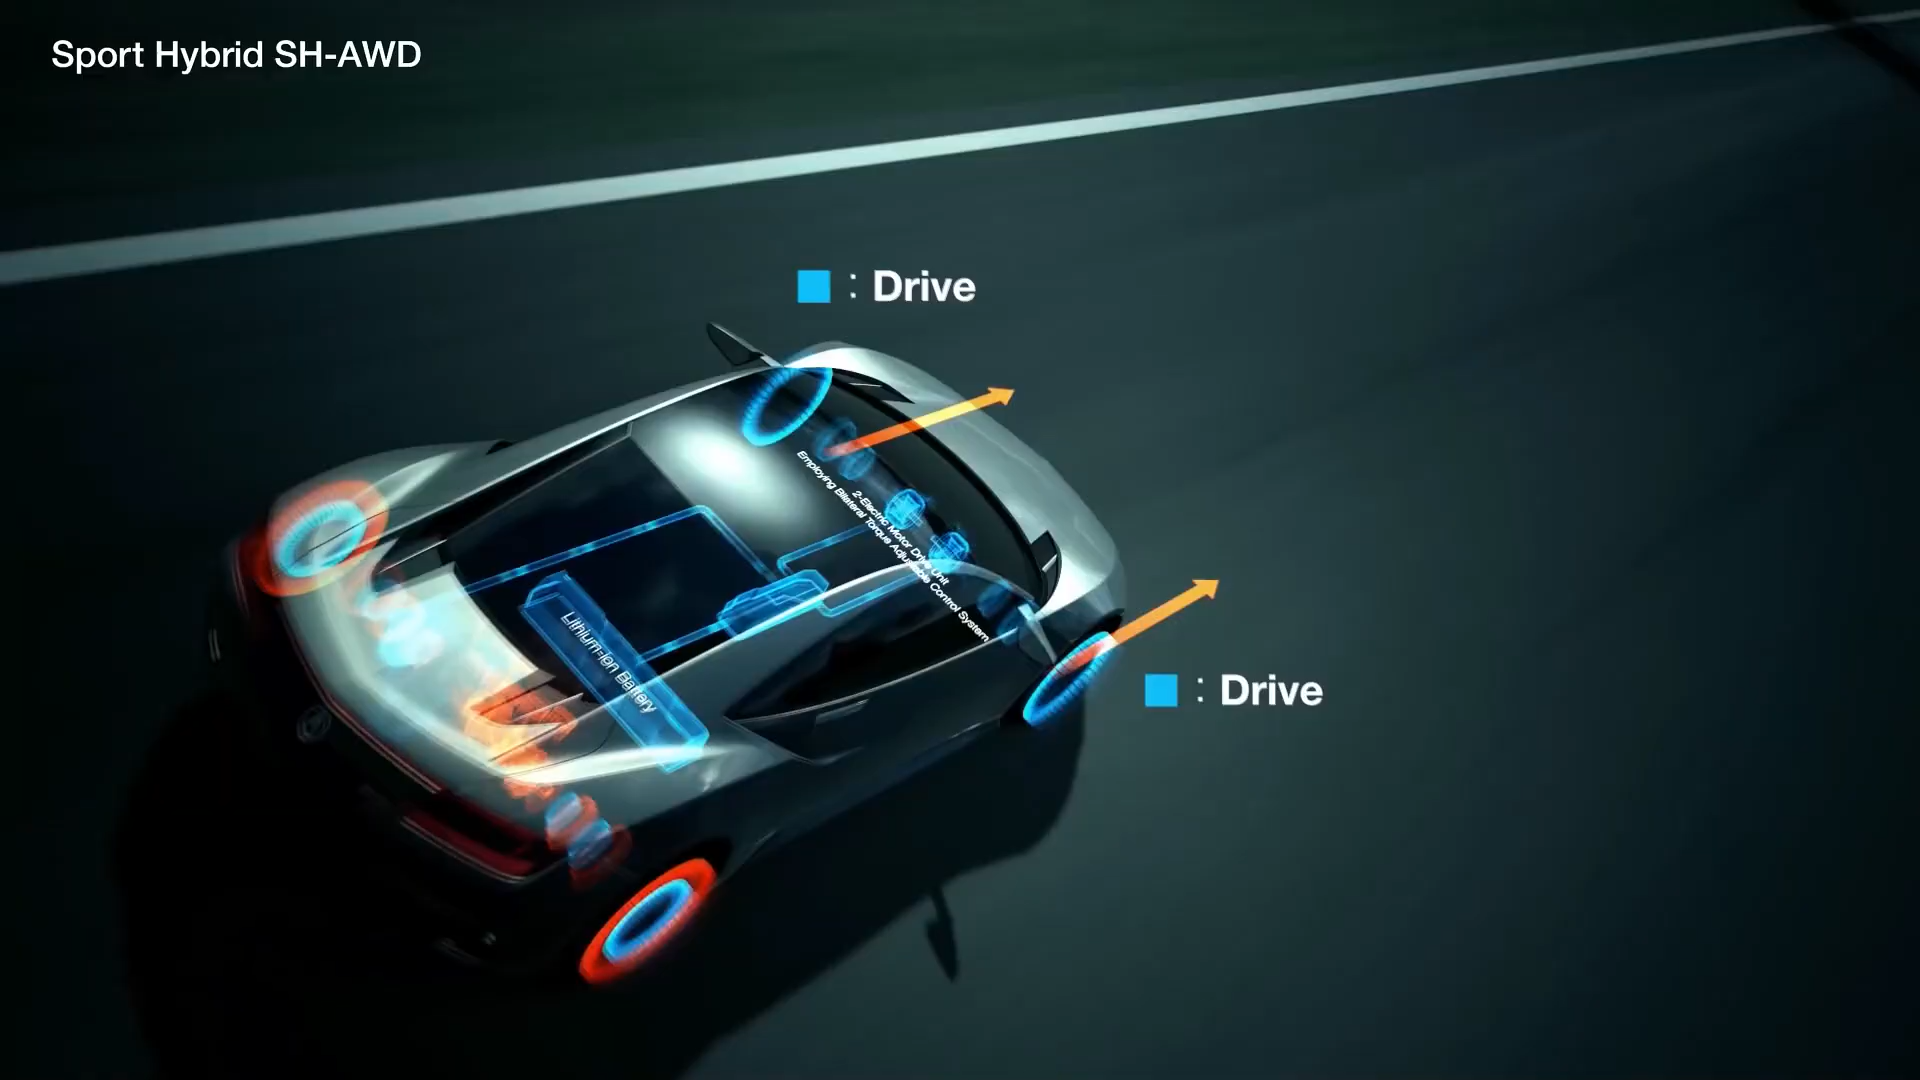 Sport Hybrid SH-AWD
: Drive
2-Electric Motor Drive Unit
Employing Bilateral Torque Adjustable Control System
Lithium-Ion Battery
: Drive